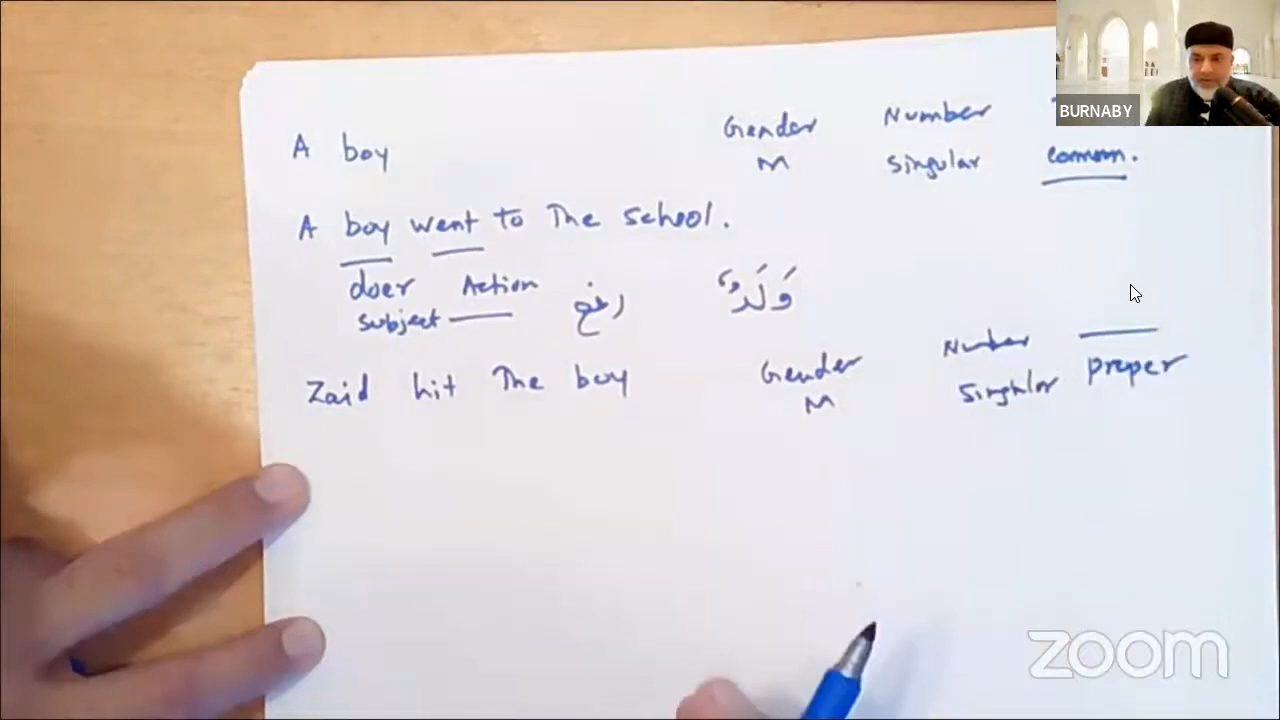 BURNABY
Gender Number
A boy M Singular common.
A boy went to The School.
doer Action
Subject رفع وَلَدٌ
Gender Number
Zaid hit The boy M Singular proper
zoom